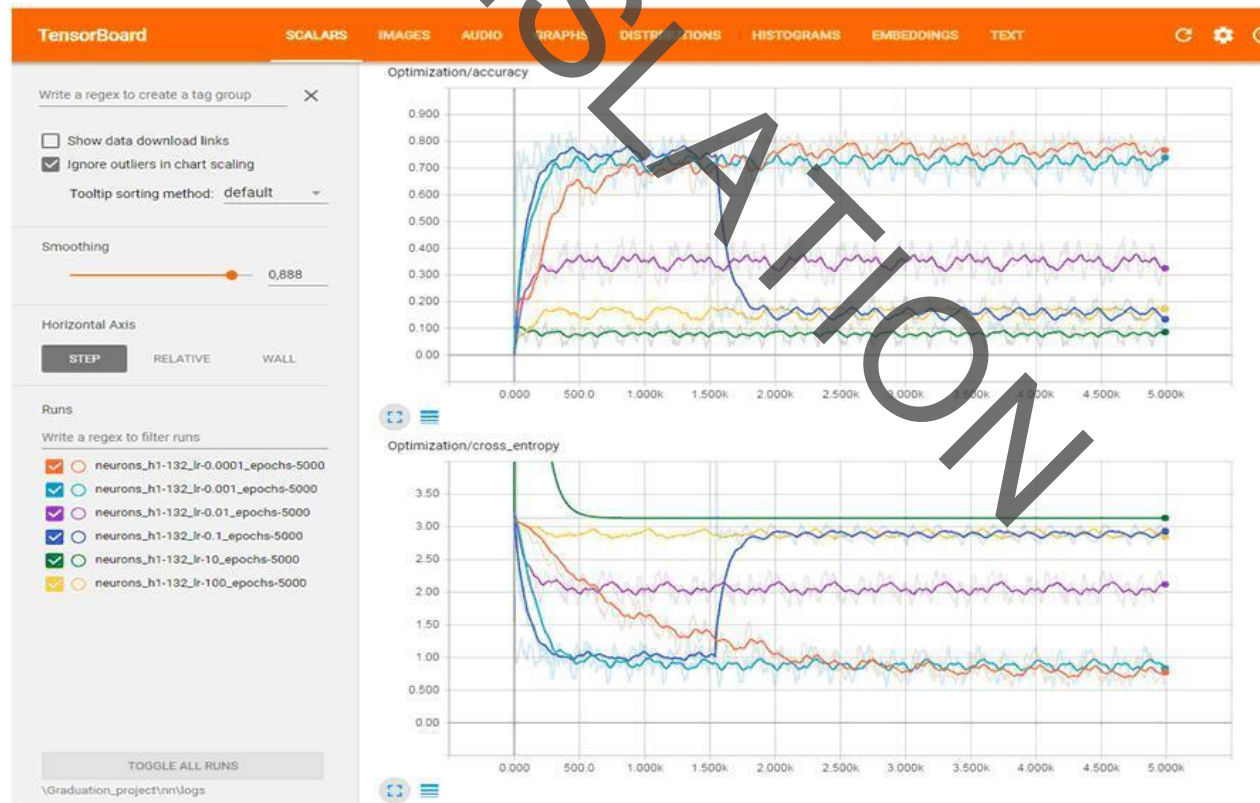 TensorBoard SCALARS IMAGES AUDIO GRAPHS DISTRIBUTIONS HISTOGRAMS EMBEDDINGS TEXT
Write a regex to create a tag group
Show data download links
Ignore outliers in chart scaling
Tooltip sorting method: default
Smoothing
0,888
Horizontal Axis
STEP RELATIVE WALL
Runs
Write a regex to filter runs
neurons_h1-132_lr-0.0001_epochs-5000
neurons_h1-132_lr-0.001_epochs-5000
neurons_h1-132_lr-0.01_epochs-5000
neurons_h1-132_lr-0.1_epochs-5000
neurons_h1-132_lr-10_epochs-5000
neurons_h1-132_lr-100_epochs-5000
TOGGLE ALL RUNS
\Graduation_project\nn\logs
Optimization/accuracy
0.900
0.800
0.700
0.600
0.500
0.400
0.300
0.200
0.100
0.00
0.000 500.0 1.000k 1.500k 2.000k 2.500k 3.000k 3.500k 4.000k 4.500k 5.000k
Optimization/cross_entropy
3.50
3.00
2.50
2.00
1.50
1.00
0.500
0.00
0.000 500.0 1.000k 1.500k 2.000k 2.500k 3.000k 3.500k 4.000k 4.500k 5.000k
SLATION